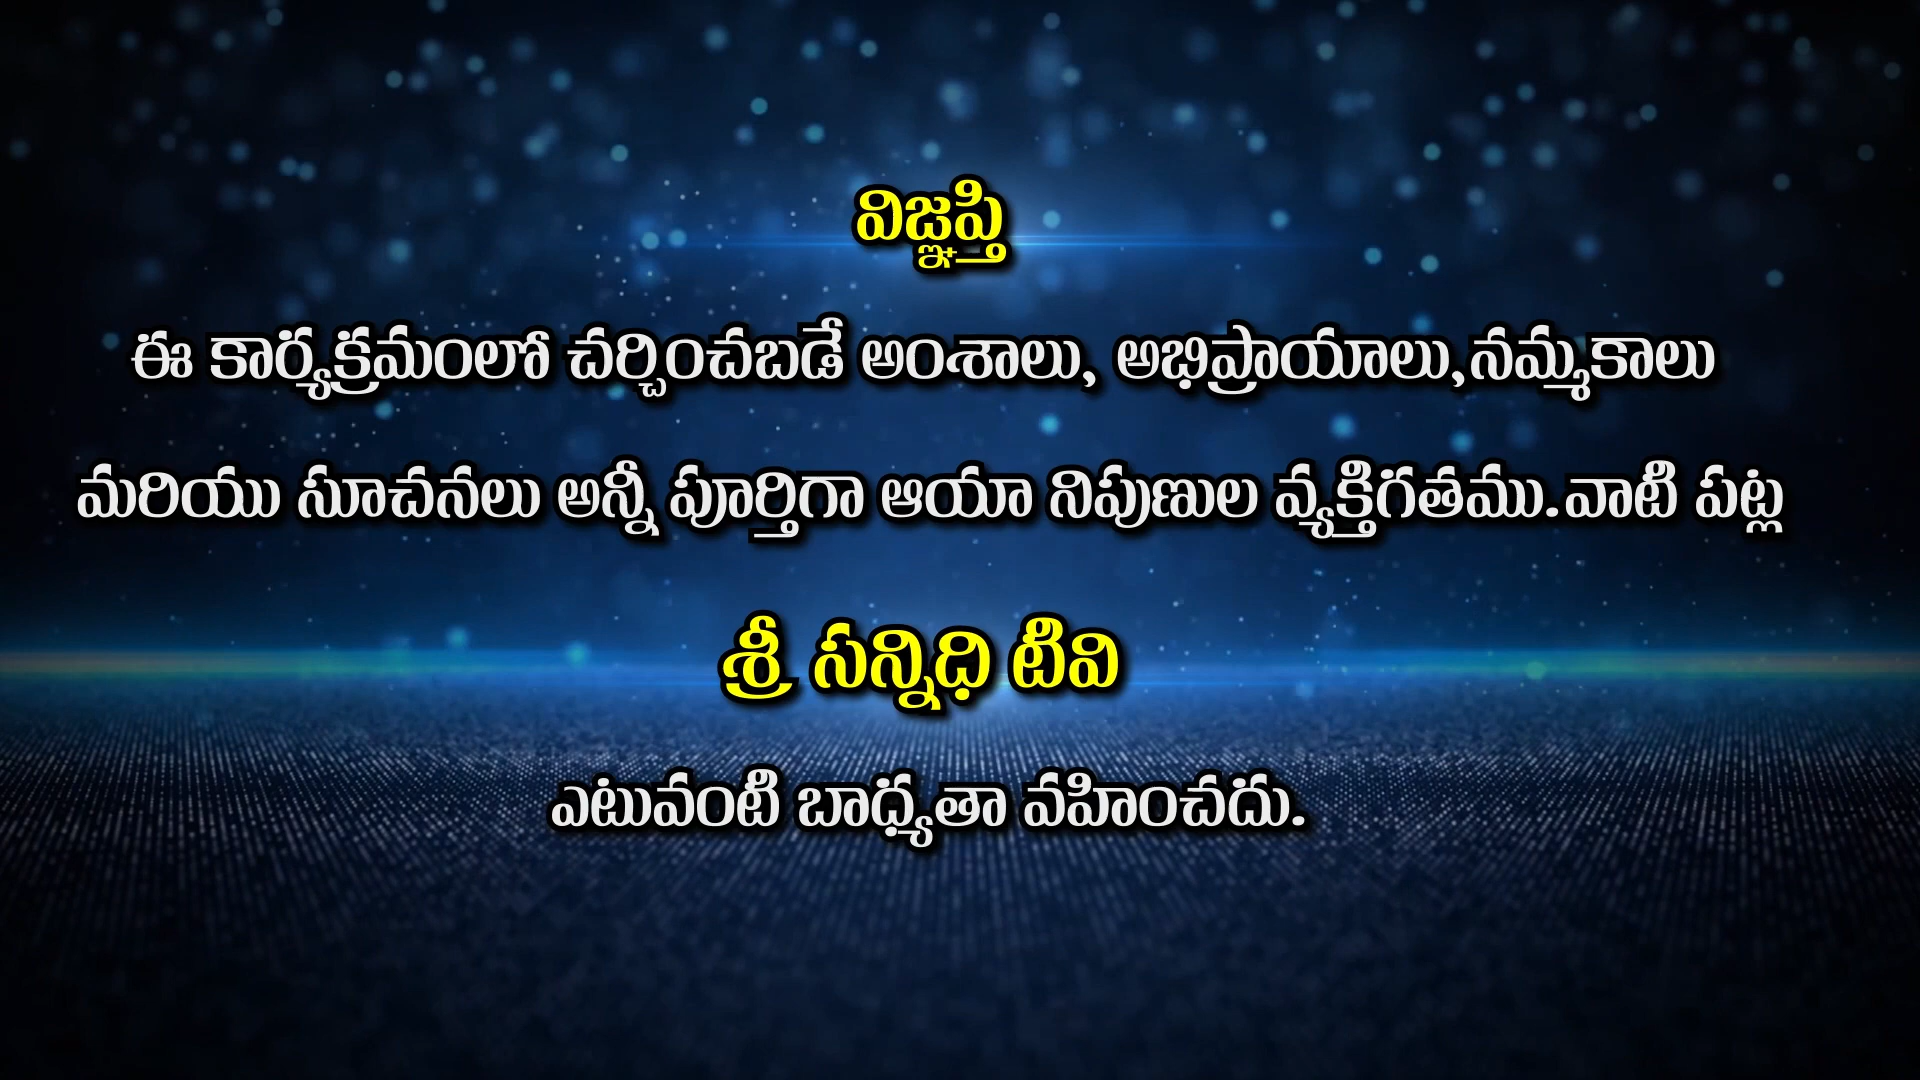 విజ్ఞప్తి
ఈ కార్యక్రమంలో చర్చించబడే అంశాలు, అభిప్రాయాలు,నమ్మకాలు
మరియు సూచనలు అన్నీ పూర్తిగా ఆయా నిపుణుల వ్యక్తిగతము.వాటి పట్ల
శ్రీ సన్నిధి టివి
ఎటువంటి బాధ్యతా వహించదు.